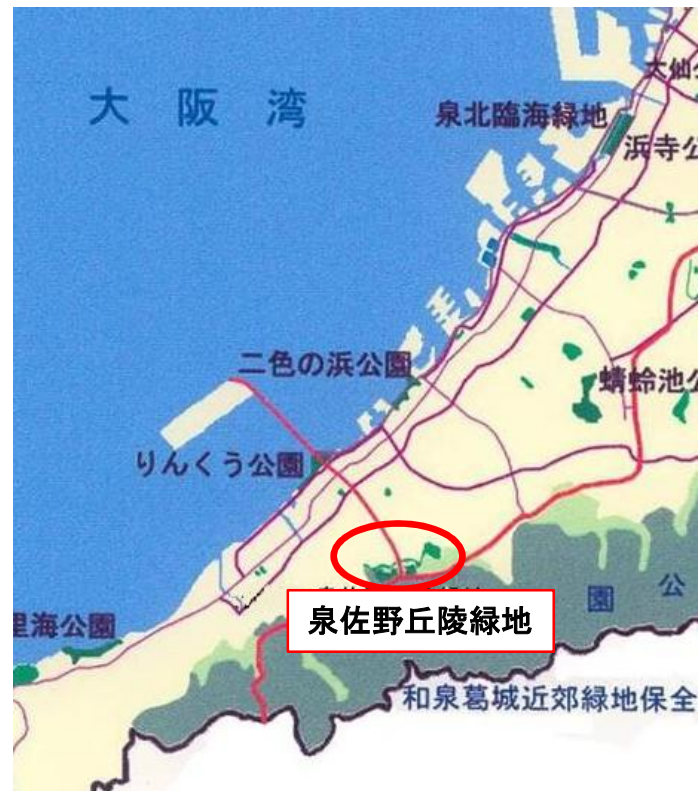 大阪湾
大仙
泉北臨海緑地
浜寺公
二色の浜公園
蜻蛉池公
りんくう公園
園 公
泉佐野丘陵緑地
里海公園
和泉葛城近郊緑地保全